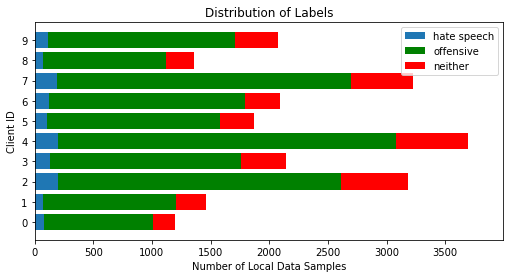 Distribution of Labels
hate speech
offensive
neither
Client ID
9
8
7
6
5
4
3
2
1
0
0 500 1000 1500 2000 2500 3000 3500
Number of Local Data Samples